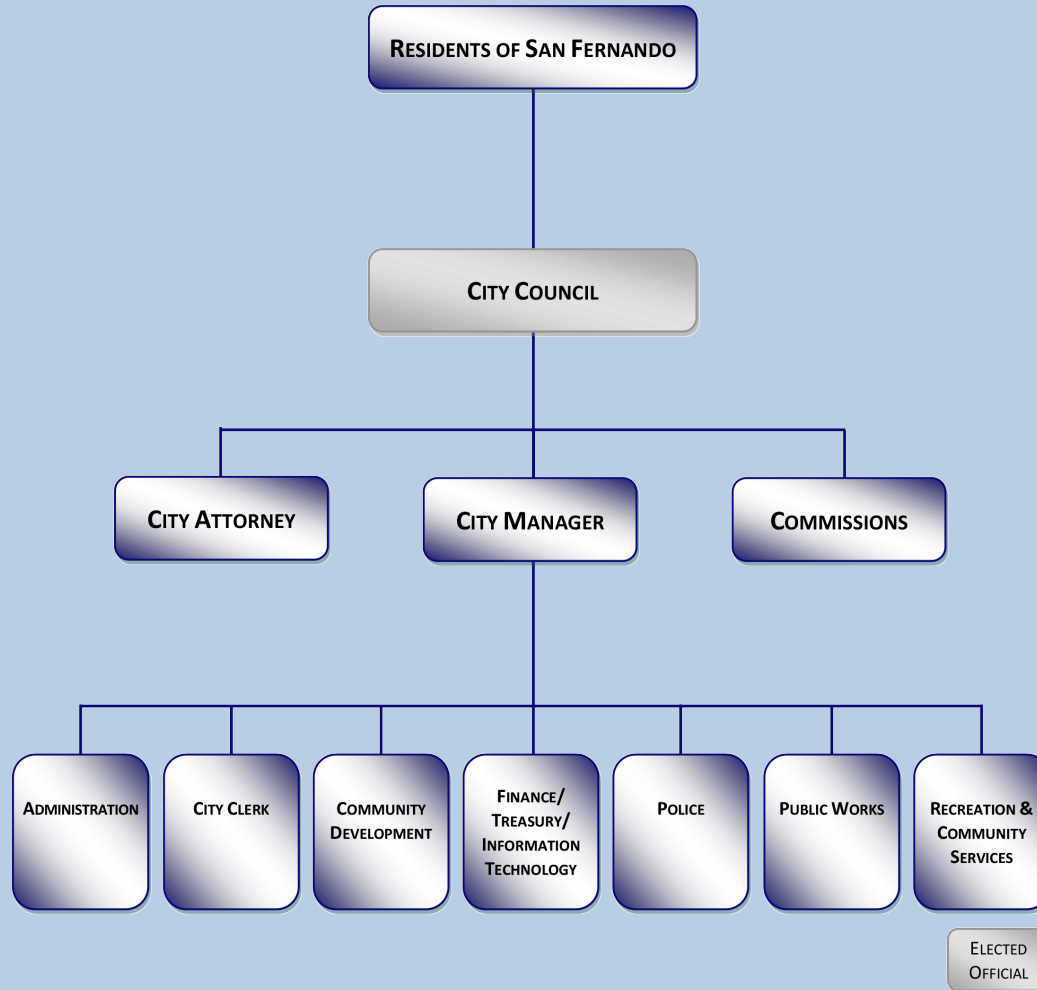 RESIDENTS OF SAN FERNANDO
CITY COUNCIL
CITY ATTORNEY
CITY MANAGER
COMMISSIONS
ADMINISTRATION
CITY CLERK
COMMUNITY
DEVELOPMENT
FINANCE/
TREASURY/
INFORMATION
TECHNOLOGY
POLICE
PUBLIC WORKS
RECREATION &
COMMUNITY
SERVICES
ELECTED
OFFICIAL